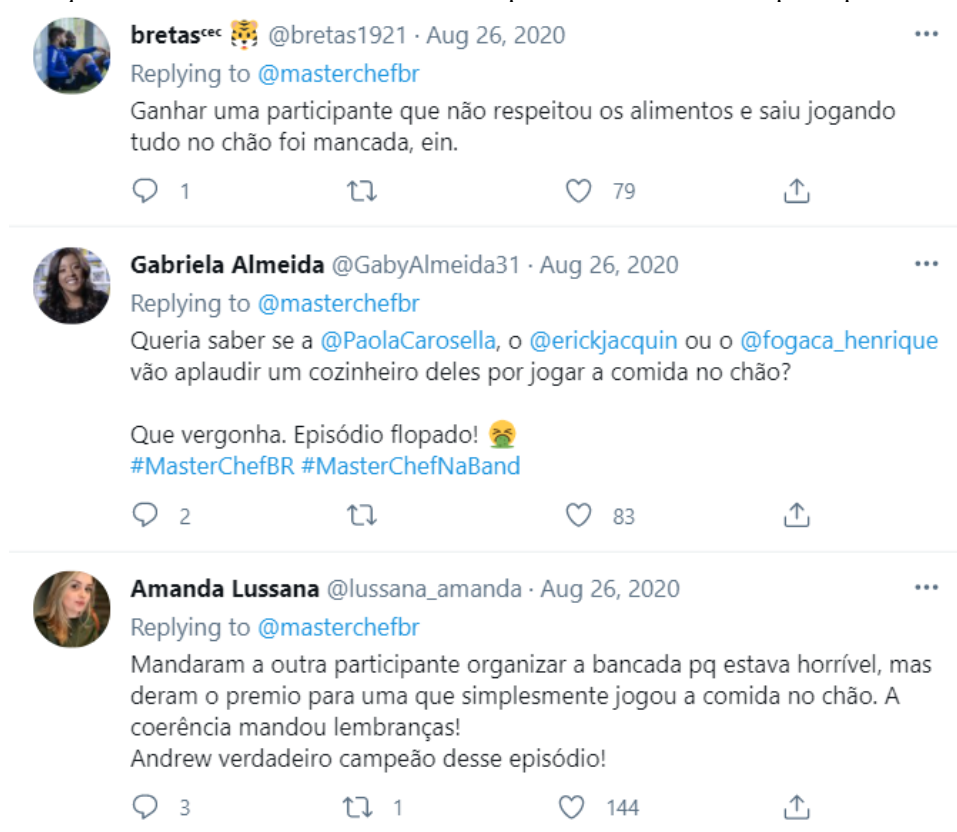 bretasᶜᵉᶜ 🐯 @bretas1921 · Aug 26, 2020
Replying to @masterchefbr
Ganhar uma participante que não respeitou os alimentos e saiu jogando
tudo no chão foi mancada, ein.
1 79
Gabriela Almeida @GabyAlmeida31 · Aug 26, 2020
Replying to @masterchefbr
Queria saber se a @PaolaCarosella, o @erickjacquin ou o @fogaca_henrique
vão aplaudir um cozinheiro deles por jogar a comida no chão?
Que vergonha. Episódio flopado! 🤮
#MasterChefBR #MasterChefNaBand
2 83
Amanda Lussana @lussana_amanda · Aug 26, 2020
Replying to @masterchefbr
Mandaram a outra participante organizar a bancada pq estava horrível, mas
deram o premio para uma que simplesmente jogou a comida no chão. A
coerência mandou lembranças!
Andrew verdadeiro campeão desse episódio!
3 1 144